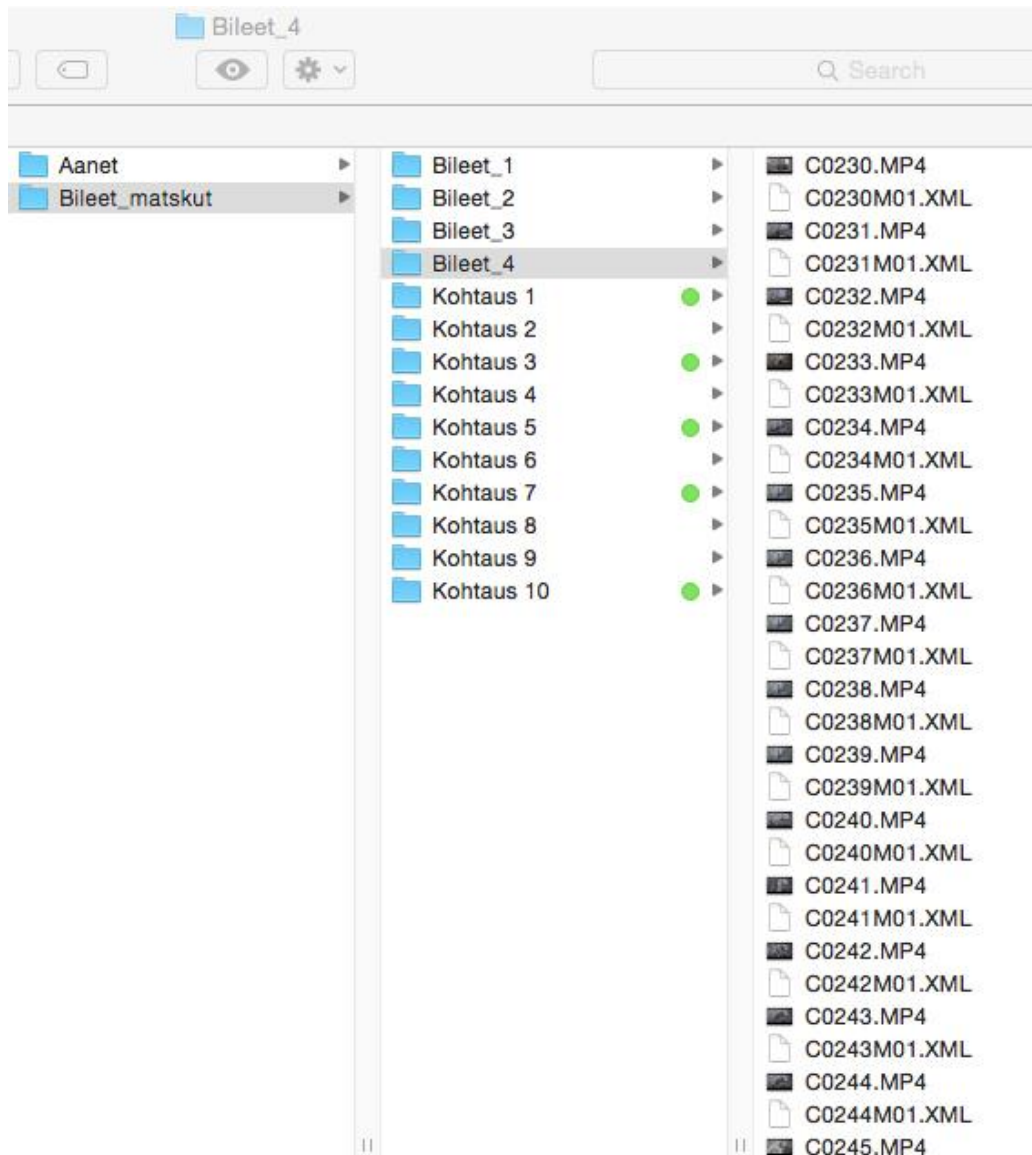 Bileet_4
Search
Aanet
Bileet_matskut
Bileet_1
Bileet_2
Bileet_3
Bileet_4
Kohtaus 1
Kohtaus 2
Kohtaus 3
Kohtaus 4
Kohtaus 5
Kohtaus 6
Kohtaus 7
Kohtaus 8
Kohtaus 9
Kohtaus 10
C0230.MP4
C0230M01.XML
C0231.MP4
C0231M01.XML
C0232.MP4
C0232M01.XML
C0233.MP4
C0233M01.XML
C0234.MP4
C0234M01.XML
C0235.MP4
C0235M01.XML
C0236.MP4
C0236M01.XML
C0237.MP4
C0237M01.XML
C0238.MP4
C0238M01.XML
C0239.MP4
C0239M01.XML
C0240.MP4
C0240M01.XML
C0241.MP4
C0241M01.XML
C0242.MP4
C0242M01.XML
C0243.MP4
C0243M01.XML
C0244.MP4
C0244M01.XML
C0245.MP4